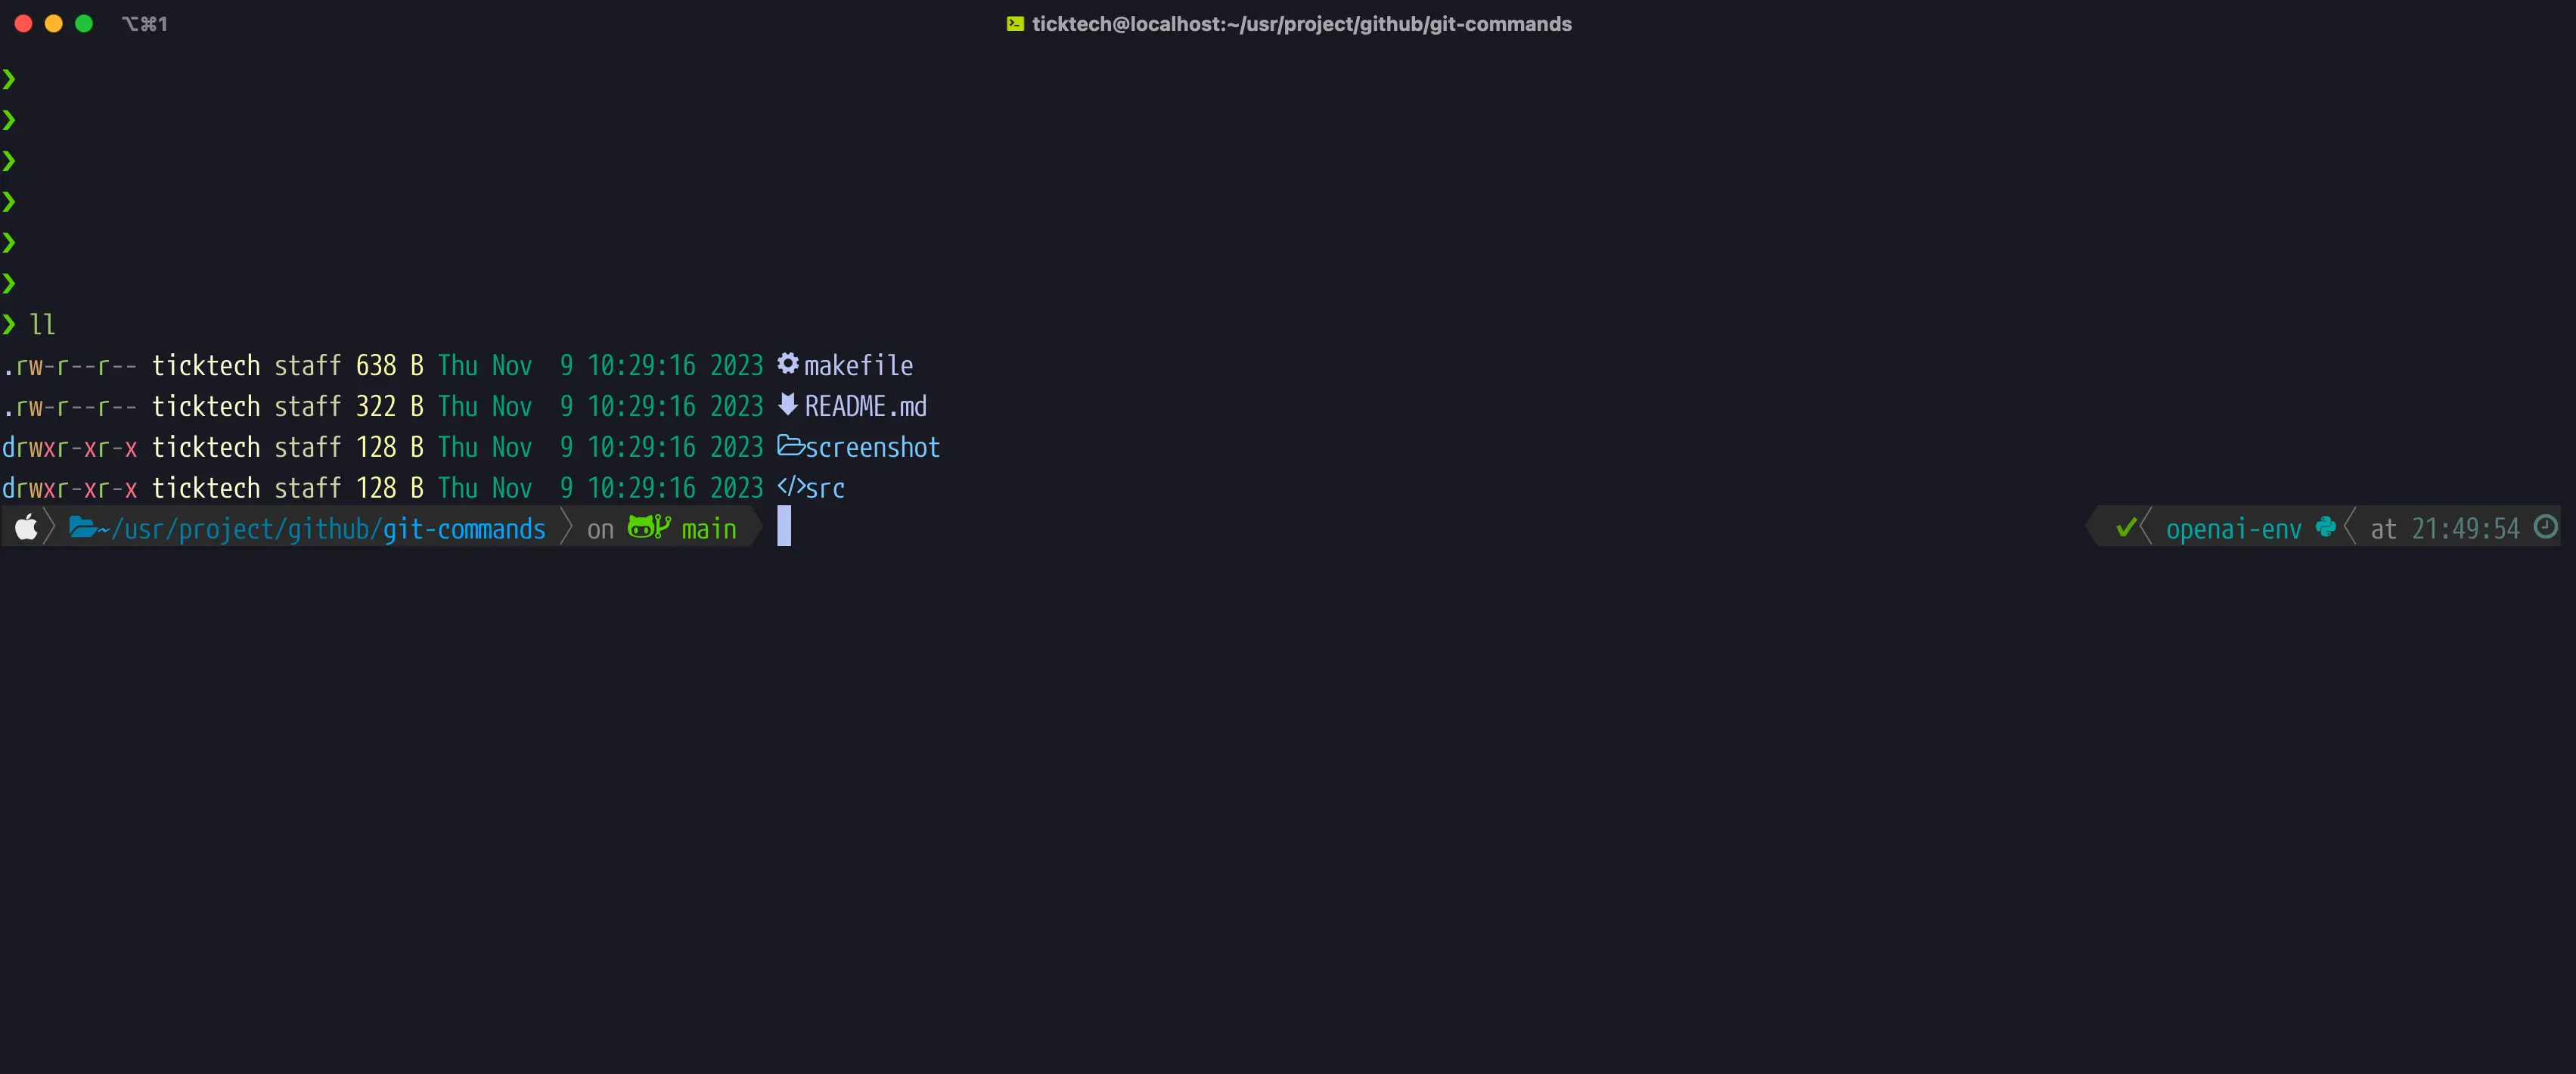 ⌥⌘1 ticktech@localhost:~/usr/project/github/git-commands
❯
❯
❯
❯
❯
❯
❯ ll
.rw-r--r-- ticktech staff 638 B Thu Nov  9 10:29:16 2023 makefile
.rw-r--r-- ticktech staff 322 B Thu Nov  9 10:29:16 2023 README.md
drwxr-xr-x ticktech staff 128 B Thu Nov  9 10:29:16 2023 screenshot
drwxr-xr-x ticktech staff 128 B Thu Nov  9 10:29:16 2023 </>src
~/usr/project/github/git-commands on main ✔ openai-env at 21:49:54